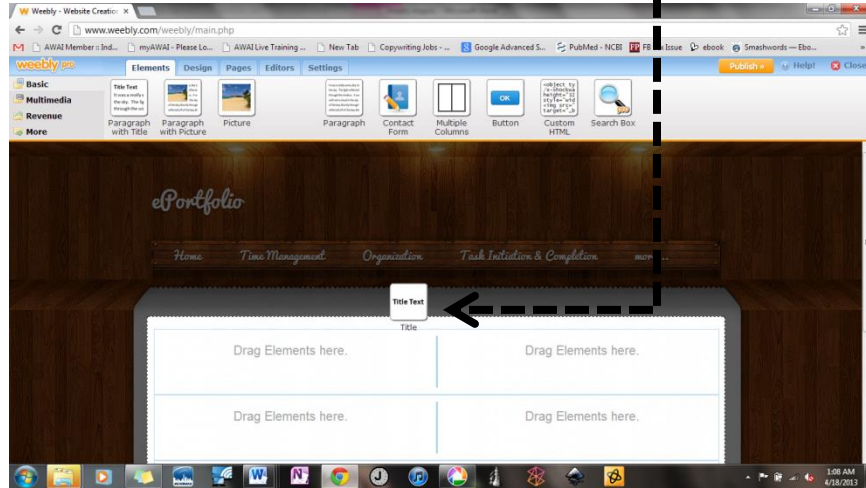 Weebly - Website Creation
www.weebly.com/weebly/main.php
AWAI Member :: Ind... myAWAI - Please Lo... AWAI Live Training ... New Tab Copywriting Jobs - ... Google Advanced S... PubMed - NCBI Issue ebook Smashwords — Ebo...
weebly pro Elements Design Pages Editors Settings Publish » Help! Close
Basic
Multimedia
Revenue
More
Title Text
Paragraph with Title
Paragraph with Picture
Picture
Paragraph
Contact Form
Multiple Columns
OK
Button
Custom HTML
Search Box
ePortfolio
Home Time Management Organization Task Initiation & Completion more...
Title Text
Title
Drag Elements here. Drag Elements here.
Drag Elements here. Drag Elements here.
1:08 AM
4/18/2013